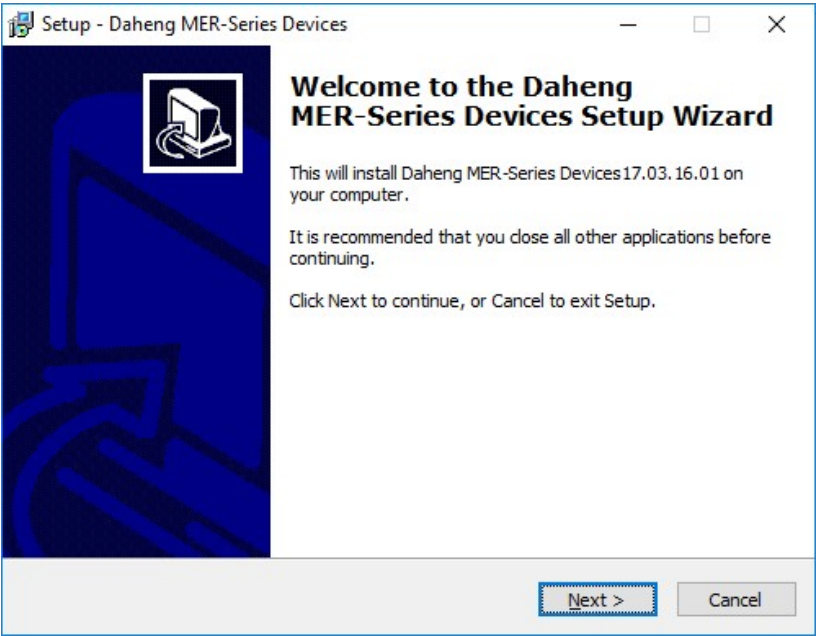 Setup - Daheng MER-Series Devices
Welcome to the Daheng
MER-Series Devices Setup Wizard
This will install Daheng MER-Series Devices17.03.16.01 on
your computer.
It is recommended that you close all other applications before
continuing.
Click Next to continue, or Cancel to exit Setup.
Next >
Cancel